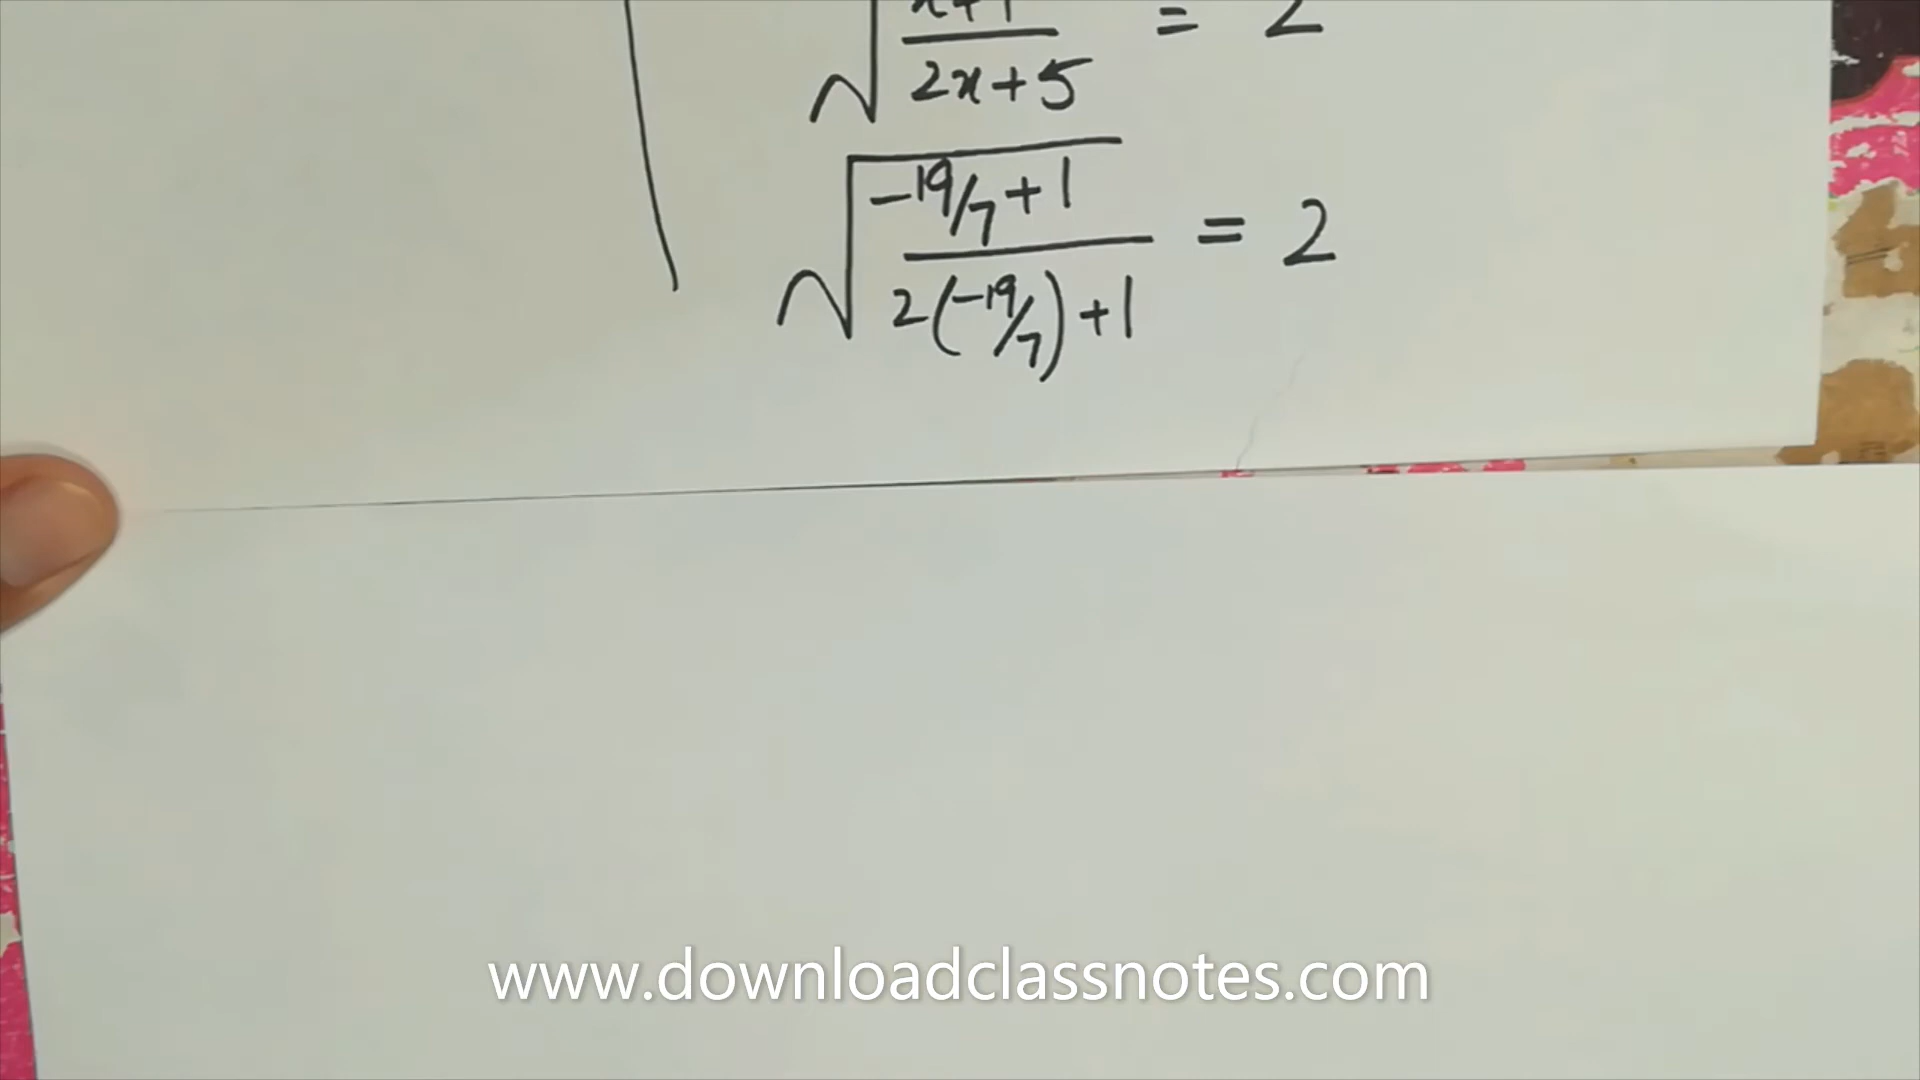 √((x+1)/(2x+5)) = 2
√((-19/7+1)/(2(-19/7)+1)) = 2
www.downloadclassnotes.com